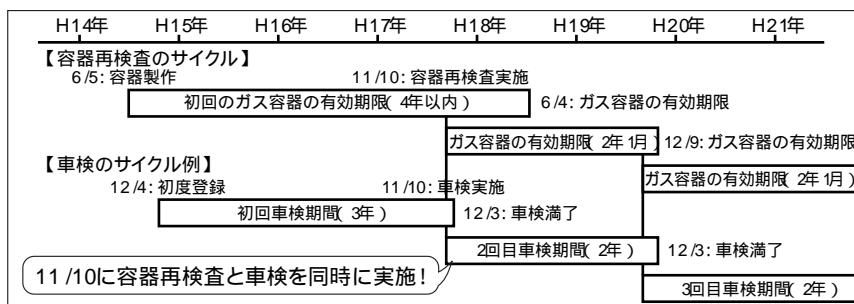 H14年 H15年 H16年 H17年 H18年 H19年 H20年 H21年
【容器再検査のサイクル】
6/5:容器製作 11/10:容器再検査実施
初回のガス容器の有効期限(4年以内) 6/4:ガス容器の有効期限
ガス容器の有効期限(2年1月) 12/9:ガス容器の有効期限
【車検のサイクル例】
ガス容器の有効期限(2年1月)
12/4:初度登録 11/10:車検実施
初回車検期間(3年) 12/3:車検満了
2回目車検期間(2年) 12/3:車検満了
11/10に容器再検査と車検を同時に実施!
3回目車検期間(2年)